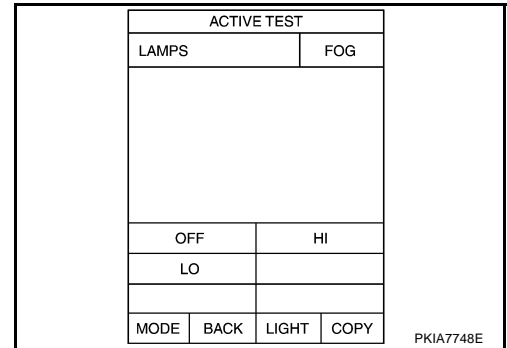 ACTIVE TEST
LAMPS FOG
OFF HI
LO
MODE BACK LIGHT COPY
PKIA7748E